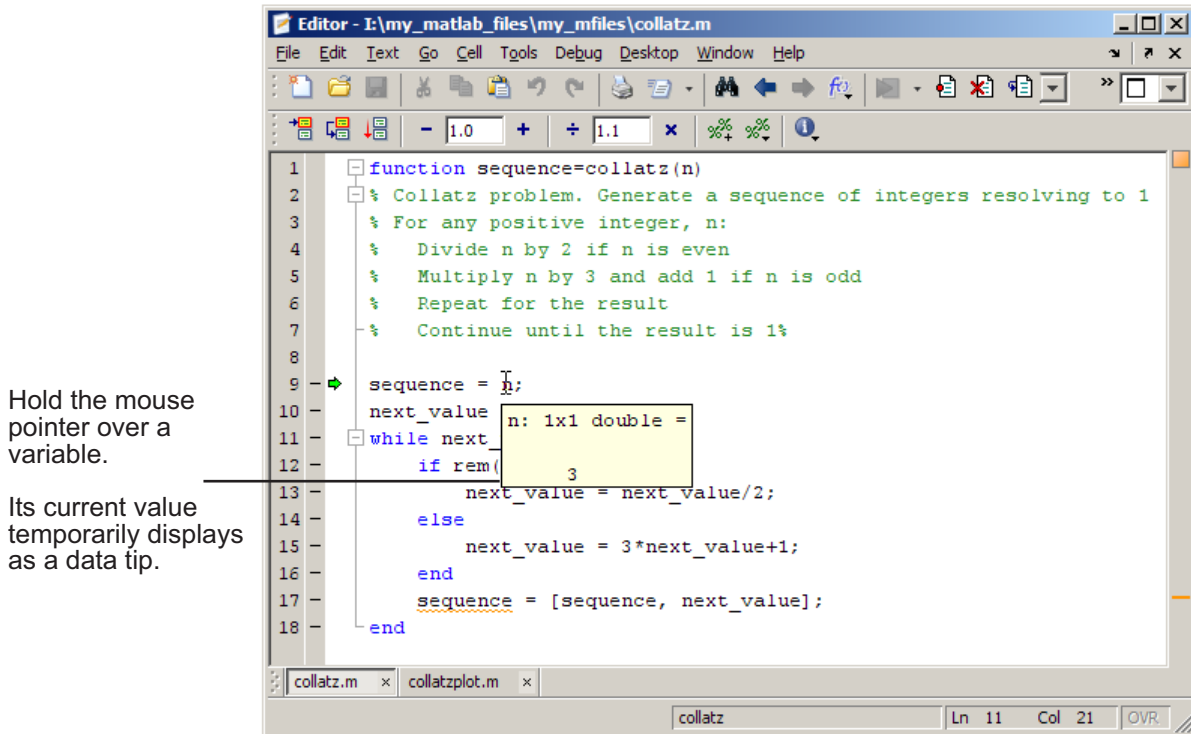 Editor - I:\my_matlab_files\my_mfiles\collatz.m
File Edit Text Go Cell Tools Debug Desktop Window Help
1.0 1.1
1 function sequence=collatz(n)
2 % Collatz problem. Generate a sequence of integers resolving to 1
3 % For any positive integer, n:
4 % Divide n by 2 if n is even
5 % Multiply n by 3 and add 1 if n is odd
6 % Repeat for the result
7 % Continue until the result is 1%
8
9 sequence = n;
10 next_value
n: 1x1 double =
11 while next_
12 if rem(
3
13 next_value = next_value/2;
14 else
15 next_value = 3*next_value+1;
16 end
17 sequence = [sequence, next_value];
18 end
collatz.m collatzplot.m
collatz Ln 11 Col 21 OVR
Hold the mouse
pointer over a
variable.
Its current value
temporarily displays
as a data tip.